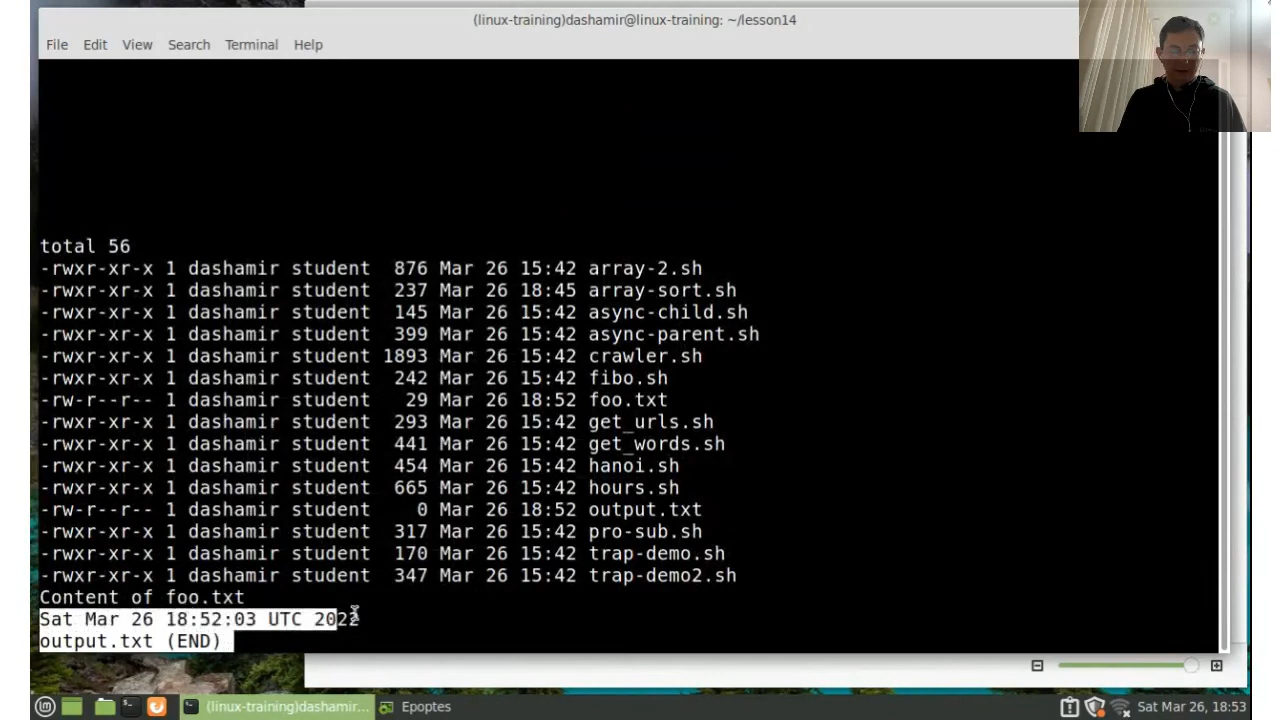 (linux-training)dashamir@linux-training: ~/lesson14
File Edit View Search Terminal Help
total 56
-rwxr-xr-x 1 dashamir student  876 Mar 26 15:42 array-2.sh
-rwxr-xr-x 1 dashamir student  237 Mar 26 18:45 array-sort.sh
-rwxr-xr-x 1 dashamir student  145 Mar 26 15:42 async-child.sh
-rwxr-xr-x 1 dashamir student  399 Mar 26 15:42 async-parent.sh
-rwxr-xr-x 1 dashamir student 1893 Mar 26 15:42 crawler.sh
-rwxr-xr-x 1 dashamir student  242 Mar 26 15:42 fibo.sh
-rw-r--r-- 1 dashamir student   29 Mar 26 18:52 foo.txt
-rwxr-xr-x 1 dashamir student  293 Mar 26 15:42 get_urls.sh
-rwxr-xr-x 1 dashamir student  441 Mar 26 15:42 get_words.sh
-rwxr-xr-x 1 dashamir student  454 Mar 26 15:42 hanoi.sh
-rwxr-xr-x 1 dashamir student  665 Mar 26 15:42 hours.sh
-rw-r--r-- 1 dashamir student    0 Mar 26 18:52 output.txt
-rwxr-xr-x 1 dashamir student  317 Mar 26 15:42 pro-sub.sh
-rwxr-xr-x 1 dashamir student  170 Mar 26 15:42 trap-demo.sh
-rwxr-xr-x 1 dashamir student  347 Mar 26 15:42 trap-demo2.sh
Content of foo.txt
Sat Mar 26 18:52:03 UTC 2022
output.txt (END)
(linux-training)dashamir... Epoptes Sat Mar 26, 18:53